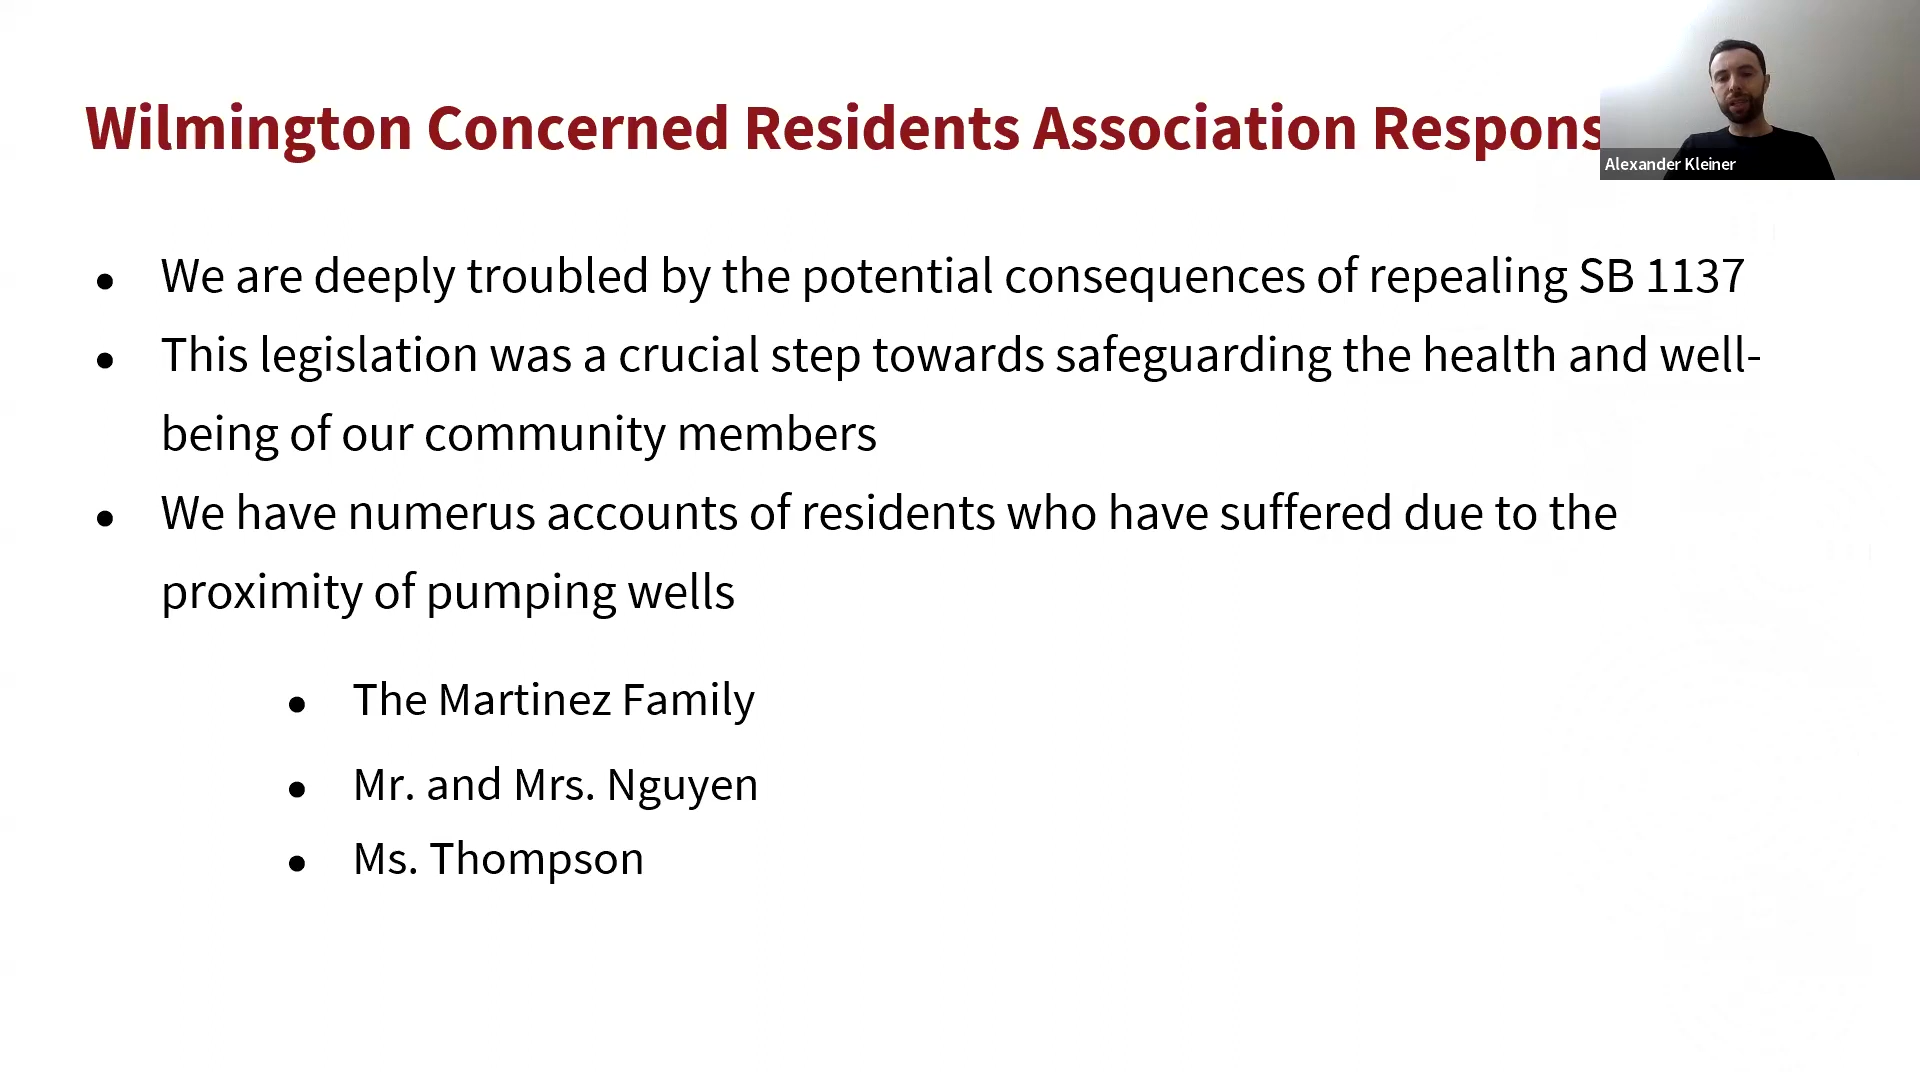 Wilmington Concerned Residents Association Respons
Alexander Kleiner
• We are deeply troubled by the potential consequences of repealing SB 1137
• This legislation was a crucial step towards safeguarding the health and well-
being of our community members
• We have numerus accounts of residents who have suffered due to the
proximity of pumping wells
• The Martinez Family
• Mr. and Mrs. Nguyen
• Ms. Thompson